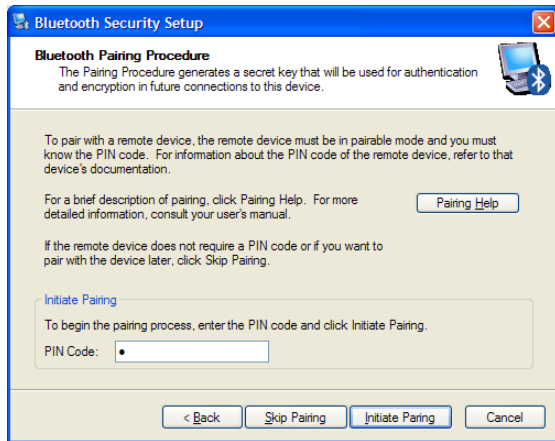 Bluetooth Security Setup
Bluetooth Pairing Procedure
The Pairing Procedure generates a secret key that will be used for authentication
and encryption in future connections to this device.
To pair with a remote device, the remote device must be in pairable mode and you must
know the PIN code. For information about the PIN code of the remote device, refer to that
device's documentation.
For a brief description of pairing, click Pairing Help. For more
detailed information, consult your user's manual.
Pairing Help
If the remote device does not require a PIN code or if you want to
pair with the device later, click Skip Pairing.
Initiate Pairing
To begin the pairing process, enter the PIN code and click Initiate Pairing.
PIN Code: •
< Back Skip Pairing Initiate Paring Cancel